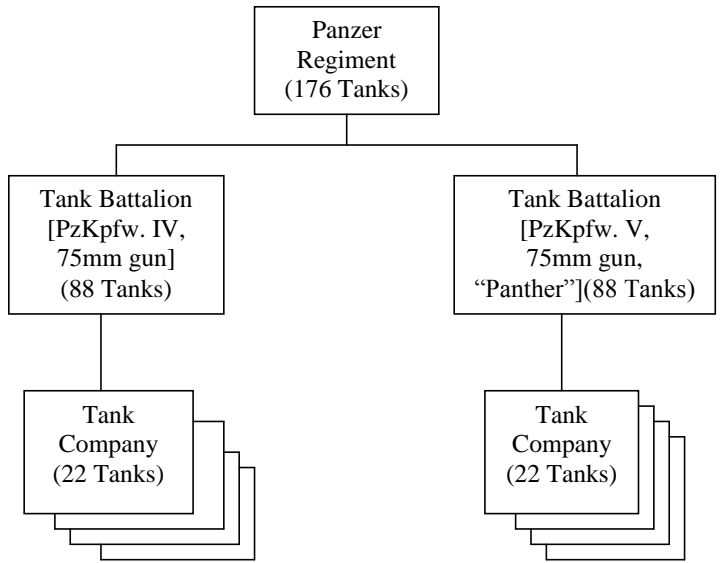 Panzer
Regiment
(176 Tanks)
Tank Battalion
[PzKpfw. IV,
75mm gun]
(88 Tanks)
Tank Battalion
[PzKpfw. V,
75mm gun,
“Panther”](88 Tanks)
Tank
Company
(22 Tanks)
Tank
Company
(22 Tanks)